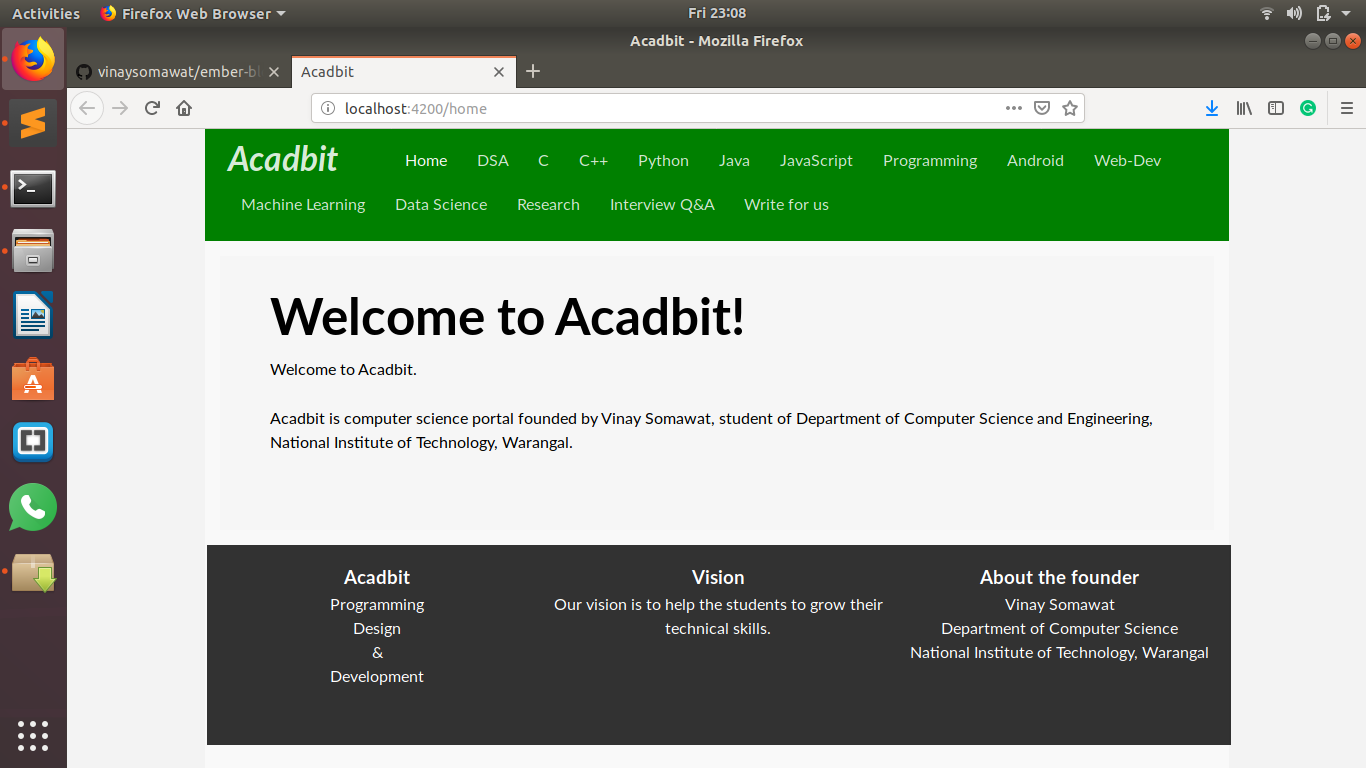 Activities Firefox Web Browser Fri 23:08
Acadbit - Mozilla Firefox
vinaysomawat/ember-bl Acadbit
localhost:4200/home
Acadbit Home DSA C C++ Python Java JavaScript Programming Android Web-Dev
Machine Learning Data Science Research Interview Q&A Write for us
Welcome to Acadbit!
Welcome to Acadbit.
Acadbit is computer science portal founded by Vinay Somawat, student of Department of Computer Science and Engineering,
National Institute of Technology, Warangal.
Acadbit
Programming
Design
&
Development
Vision
Our vision is to help the students to grow their
technical skills.
About the founder
Vinay Somawat
Department of Computer Science
National Institute of Technology, Warangal